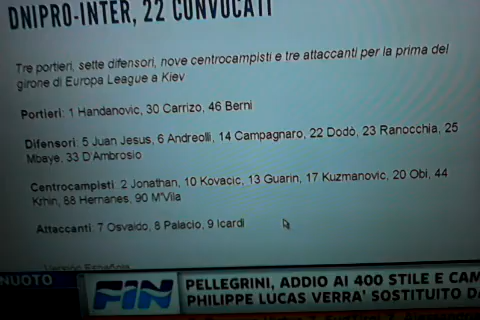 DNIPRO-INTER, 22 CONVOCATI
Tre portieri, sette difensori, nove centrocampisti e tre attaccanti per la prima del
girone di Europa League a Kiev
Portieri: 1 Handanovic, 30 Carrizo, 46 Berni
Difensori: 5 Juan Jesus, 6 Andreolli, 14 Campagnaro, 22 Dodò, 23 Ranocchia, 25
Mbaye, 33 D'Ambrosio
Centrocampisti: 2 Jonathan, 10 Kovacic, 13 Guarin, 17 Kuzmanovic, 20 Obi, 44
Krhin, 88 Hernanes, 90 M'Vila
Attaccanti: 7 Osvaldo, 8 Palacio, 9 Icardi
Versión Española
NUOTO
FIN
PELLEGRINI, ADDIO AI 400 STILE E CAM
PHILIPPE LUCAS VERRA' SOSTITUITO DA